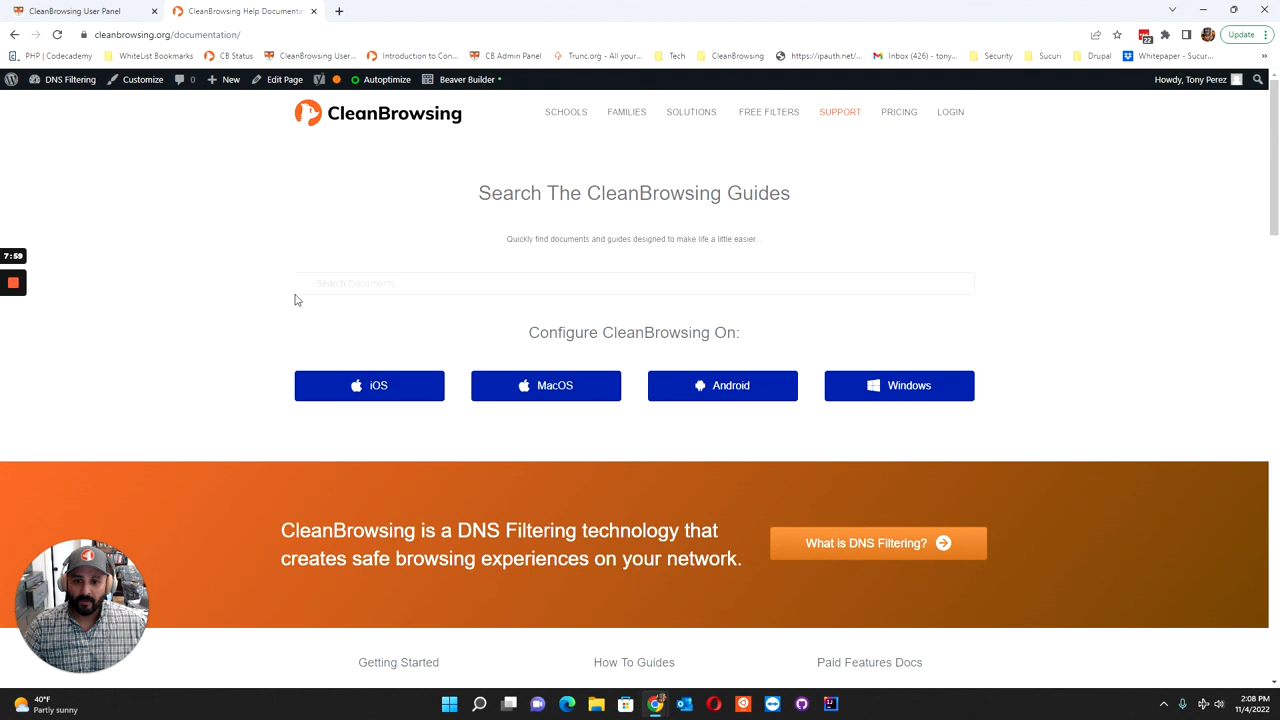 CleanBrowsing User Panel
CleanBrowsing Help Documenta
cleanbrowsing.org/documentation/
Update
PHP | Codecademy
WhiteList Bookmarks
CB Status
CleanBrowsing User...
Introduction to Con...
CB Admin Panel
Trunc.org - All your...
Tech
CleanBrowsing
https://ipauth.net/...
Inbox (426) - tony...
Security
Sucuri
Drupal
Whitepaper - Sucur...
»
DNS Filtering
Customize
0
New
Edit Page
Autoptimize
Beaver Builder
Howdy, Tony Perez
CleanBrowsing
SCHOOLS
FAMILIES
SOLUTIONS
FREE FILTERS
SUPPORT
PRICING
LOGIN
Search The CleanBrowsing Guides
Quickly find documents and guides designed to make life a little easier...
7:59
Search Documents
Configure CleanBrowsing On:
iOS
MacOS
Android
Windows
CleanBrowsing is a DNS Filtering technology that
creates safe browsing experiences on your network.
What is DNS Filtering?
Getting Started
How To Guides
Paid Features Docs
40°F
Partly sunny
2:08 PM
11/4/2022